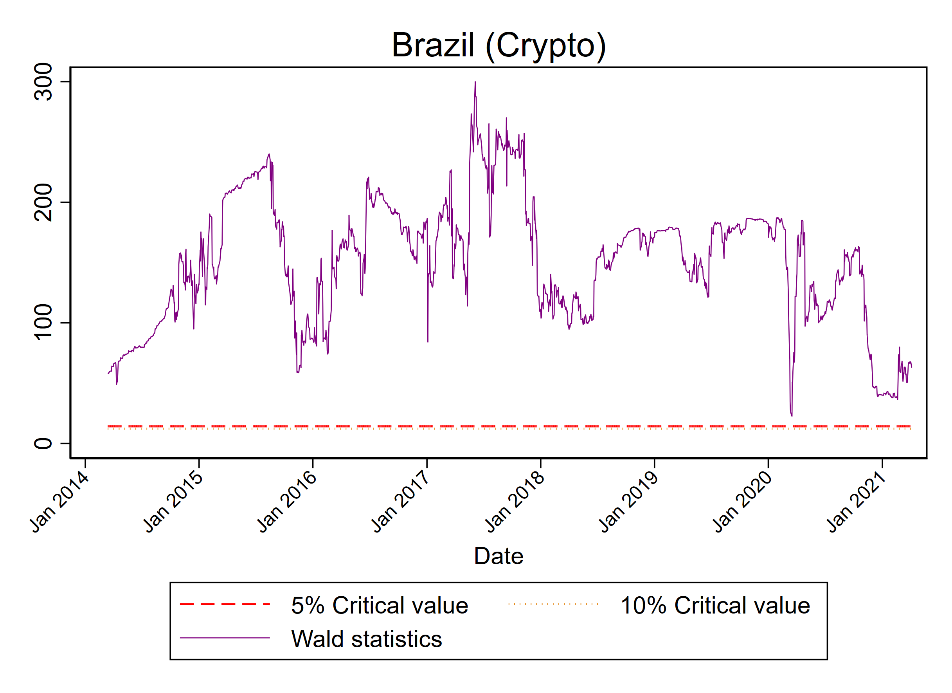 Brazil (Crypto)
300
200
100
0
Jan 2014
Jan 2015
Jan 2016
Jan 2017
Jan 2018
Jan 2019
Jan 2020
Jan 2021
Date
5% Critical value
10% Critical value
Wald statistics